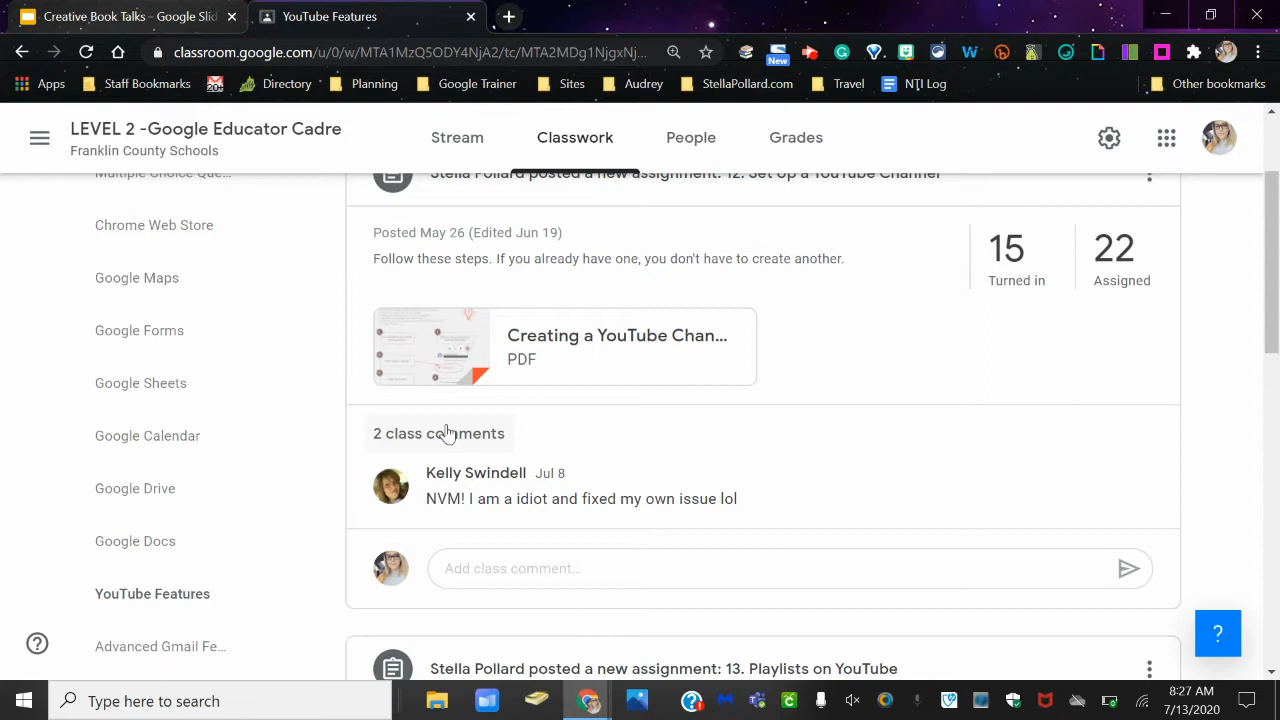 Creative Book Talks - Google Slid
YouTube Features
classroom.google.com/u/0/w/MTA1MzQ5ODY4NjA2/tc/MTA2MDg1NjgxNj...
New
Apps
Staff Bookmarks
20+
Directory
Planning
Google Trainer
Sites
Audrey
StellaPollard.com
Travel
NTI Log
Other bookmarks
LEVEL 2 -Google Educator Cadre
Franklin County Schools
Stream
Classwork
People
Grades
Multiple Choice Que...
Chrome Web Store
Google Maps
Google Forms
Google Sheets
Google Calendar
Google Drive
Google Docs
YouTube Features
Advanced Gmail Fe...
Stella Pollard posted a new assignment: 12. Set Up a YouTube Channel
Posted May 26 (Edited Jun 19)
Follow these steps. If you already have one, you don't have to create another.
15
Turned in
22
Assigned
Creating a YouTube Chan...
PDF
2 class comments
Kelly Swindell Jul 8
NVM! I am a idiot and fixed my own issue lol
Add class comment...
Stella Pollard posted a new assignment: 13. Playlists on YouTube
?
Type here to search
8:27 AM
7/13/2020